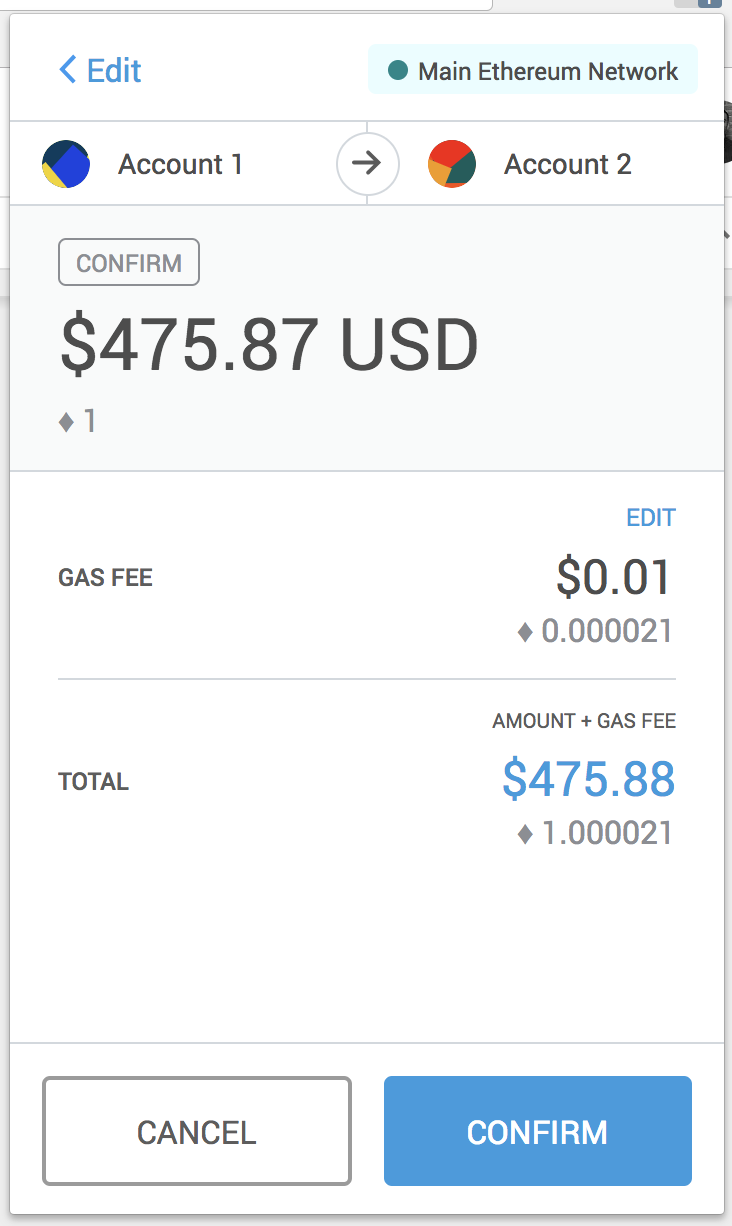 Edit
Main Ethereum Network
Account 1
Account 2
CONFIRM
$475.87 USD
♦ 1
EDIT
GAS FEE
$0.01
♦ 0.000021
AMOUNT + GAS FEE
TOTAL
$475.88
♦ 1.000021
CANCEL
CONFIRM